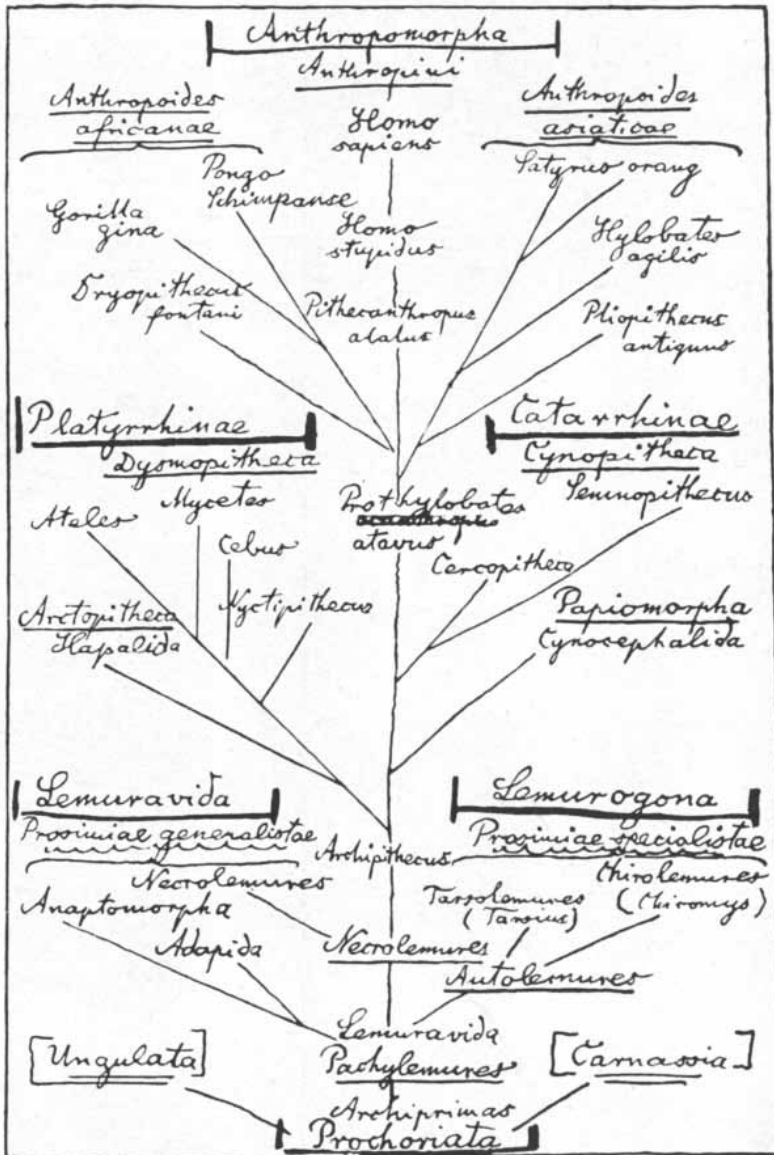 Anthropomorpha
Anthropini
Anthropoides
africanae
Anthropoides
asiaticae
Homo
sapiens
Pongo
Schimpanse
Satyrus orang
Gorilla
gina
Homo
stupidus
Hylobates
agilis
Dryopithecus
fontani
Pithecanthropus
alalus
Pliopithecus
antiquus
Platyrrhinae
Dysmopitheca
Catarrhinae
Cynopitheca
Mycetes
Semnopithecus
Ateles
Prothylobates
atavus
Cebus
Cercopitheca
Nyctipithecus
Arctopitheca
Hapalida
Papiomorpha
Cynocephalida
Lemuravida
Prosimiae generalistae
Lemurogona
Prosimiae specialistae
Archipithecus
Necrolemures
Chirolemures
(Chiromys)
Tarsolemures
(Tarsius)
Anaptomorpha
Adapida
Necrolemures
Autolemures
Lemuravida
Pachylemures
[Ungulata]
[Carnassia]
Archiprimas
Prochoriata